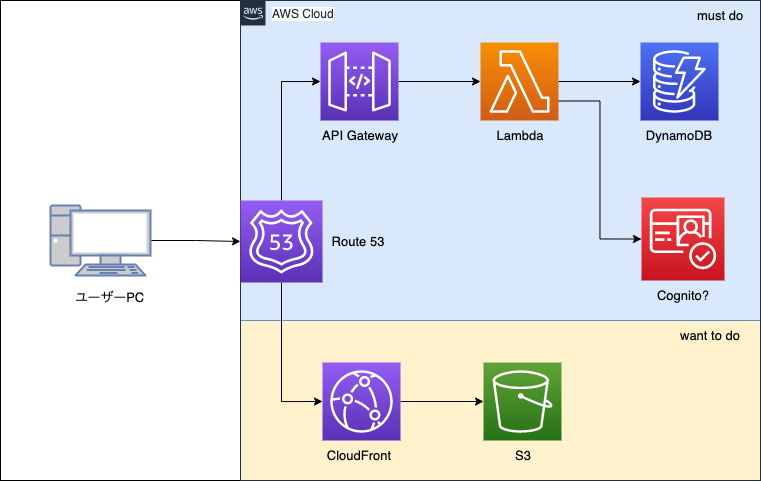 aws
AWS Cloud
must do
</>
API Gateway
Lambda
DynamoDB
53
Route 53
ユーザーPC
Cognito?
want to do
CloudFront
S3